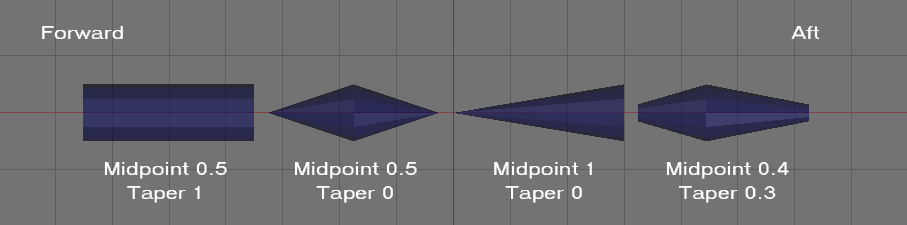 Forward
Aft
Midpoint 0.5
Taper 1
Midpoint 0.5
Taper 0
Midpoint 1
Taper 0
Midpoint 0.4
Taper 0.3